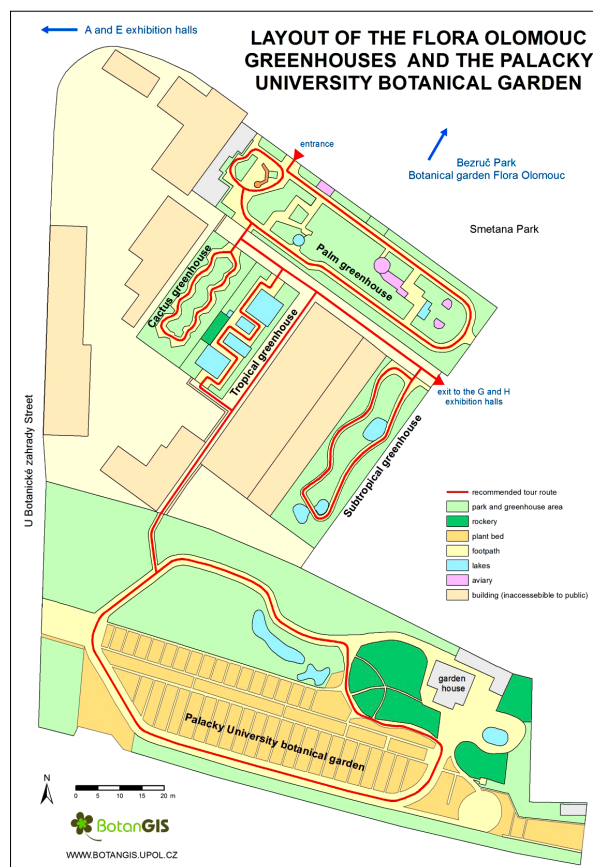 A and E exhibition halls
LAYOUT OF THE FLORA OLOMOUC
GREENHOUSES AND THE PALACKY
UNIVERSITY BOTANICAL GARDEN
entrance
Bezruč Park
Botanical garden Flora Olomouc
Smetana Park
Palm greenhouse
Cactus greenhouse
Tropical greenhouse
exit to the G and H
exhibition halls
Subtropical greenhouse
U Botanické zahrady Street
recommended tour route
park and greenhouse area
rockery
plant bed
footpath
lakes
aviary
building (inaccessebible to public)
garden
house
Palacky University botanical garden
N
0 5 10 15 20 m
BotanGIS
WWW.BOTANGIS.UPOL.CZ